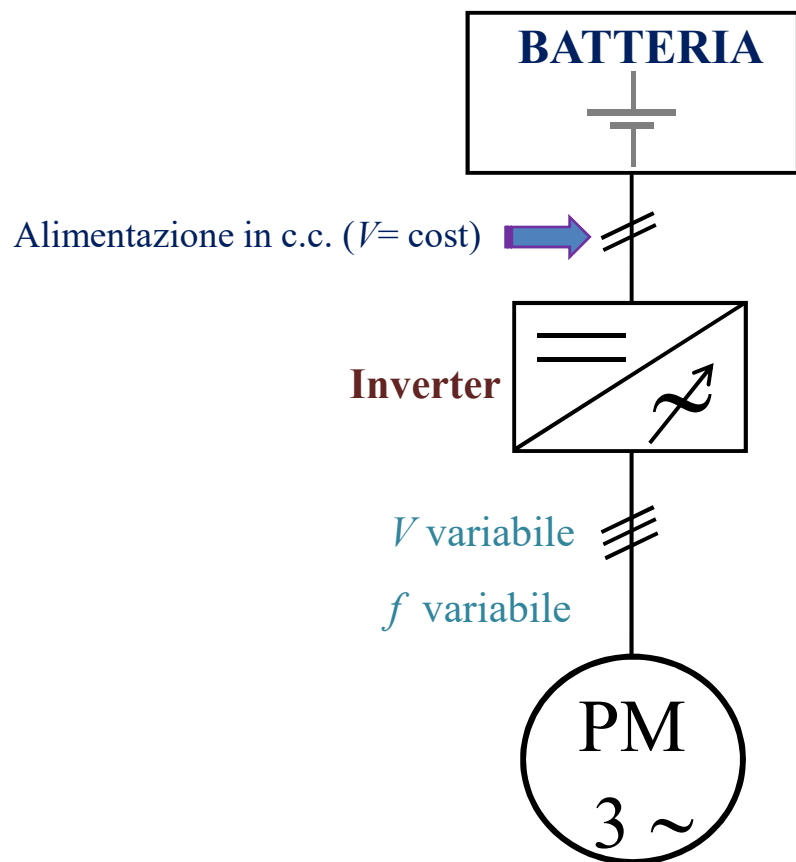 BATTERIA
Alimentazione in c.c. (V= cost)
Inverter
V variabile
f variabile
PM
3 ~